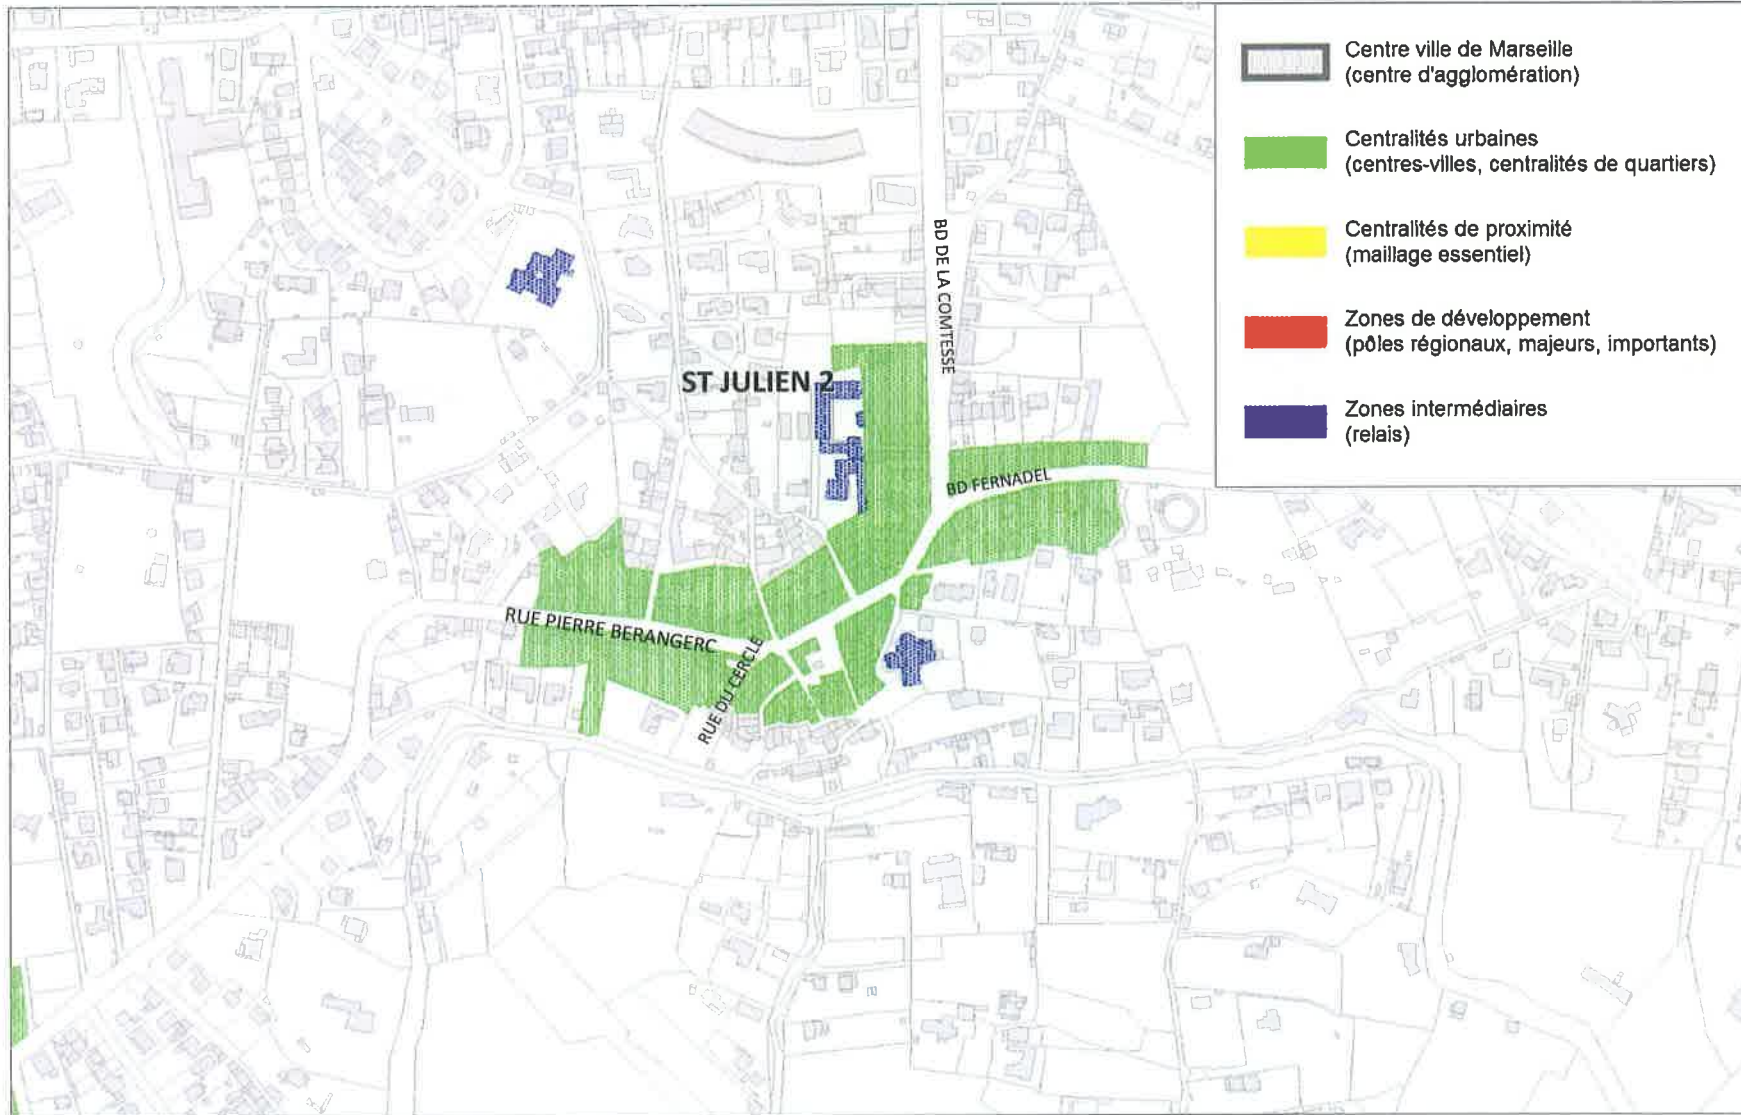 Centre ville de Marseille
(centre d'agglomération)
Centralités urbaines
(centres-villes, centralités de quartiers)
Centralités de proximité
(maillage essentiel)
Zones de développement
(pôles régionaux, majeurs, importants)
Zones intermédiaires
(relais)
BD DE LA COMTESSE
ST JULIEN 2
BD FERNADEL
RUE PIERRE BERANGERC
RUE DU CERCLE